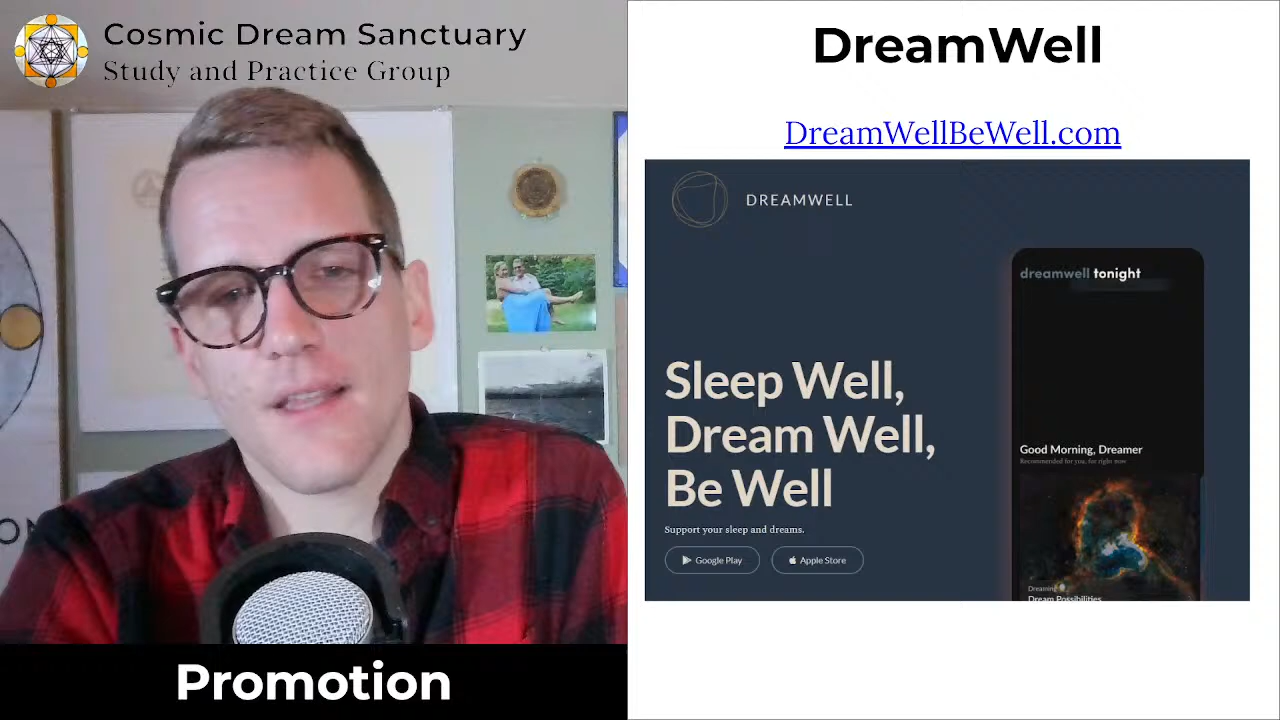 Cosmic Dream Sanctuary
Study and Practice Group
Promotion
DreamWell
DreamWellBeWell.com
DREAMWELL
dreamwell tonight
Good Morning, Dreamer
Recommended for you, for right now
Sleep Well,
Dream Well,
Be Well
Support your sleep and dreams.
Google Play
Apple Store
Dreaming
Dream Possibilities